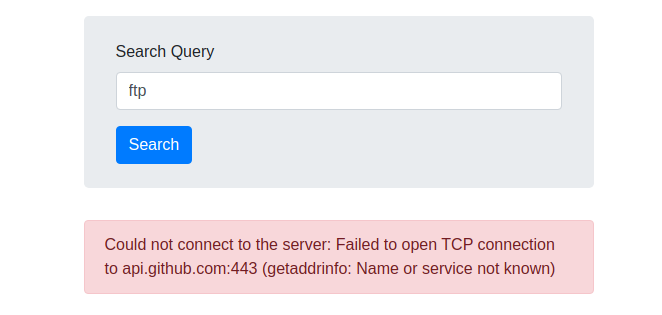 Search Query
ftp
Search
Could not connect to the server: Failed to open TCP connection
to api.github.com:443 (getaddrinfo: Name or service not known)